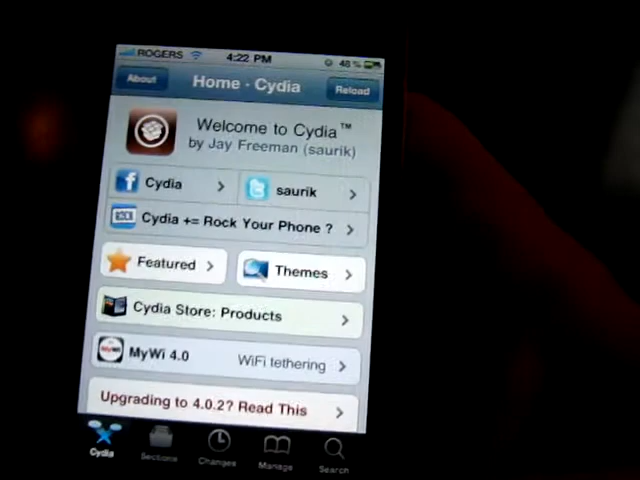 ROGERS 4:22 PM 48%
About Home - Cydia Reload
Welcome to Cydia™
by Jay Freeman (saurik)
Cydia saurik
Cydia += Rock Your Phone ?
Featured Themes
Cydia Store: Products
MyWi 4.0 WiFi tethering
Upgrading to 4.0.2? Read This
Cydia Sections Changes Manage Search